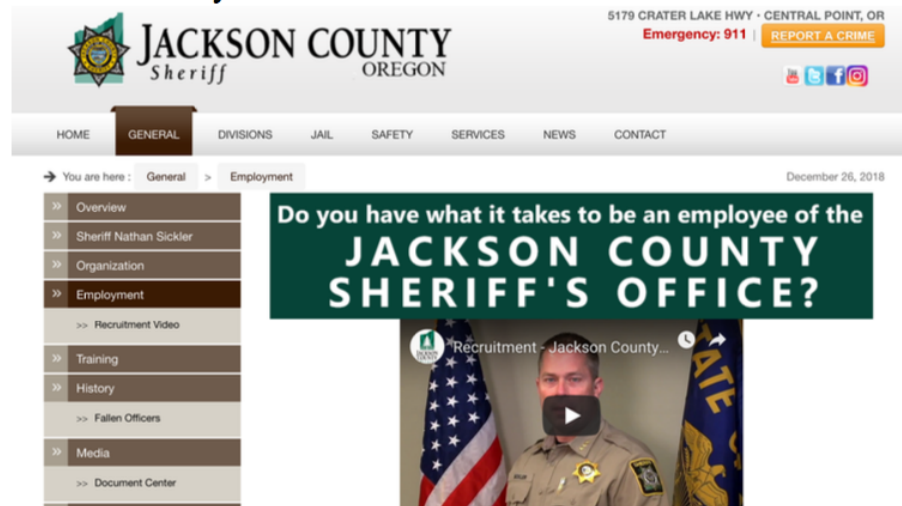 5179 CRATER LAKE HWY • CENTRAL POINT, OR
JACKSON COUNTY
Sheriff OREGON
Emergency: 911 | REPORT A CRIME
HOME GENERAL DIVISIONS JAIL SAFETY SERVICES NEWS CONTACT
You are here : General > Employment December 26, 2018
Overview
Sheriff Nathan Sickler
Organization
Employment
>> Recruitment Video
Training
History
>> Fallen Officers
Media
>> Document Center
Do you have what it takes to be an employee of the
JACKSON COUNTY
SHERIFF'S OFFICE?
Recruitment - Jackson County...
STATE